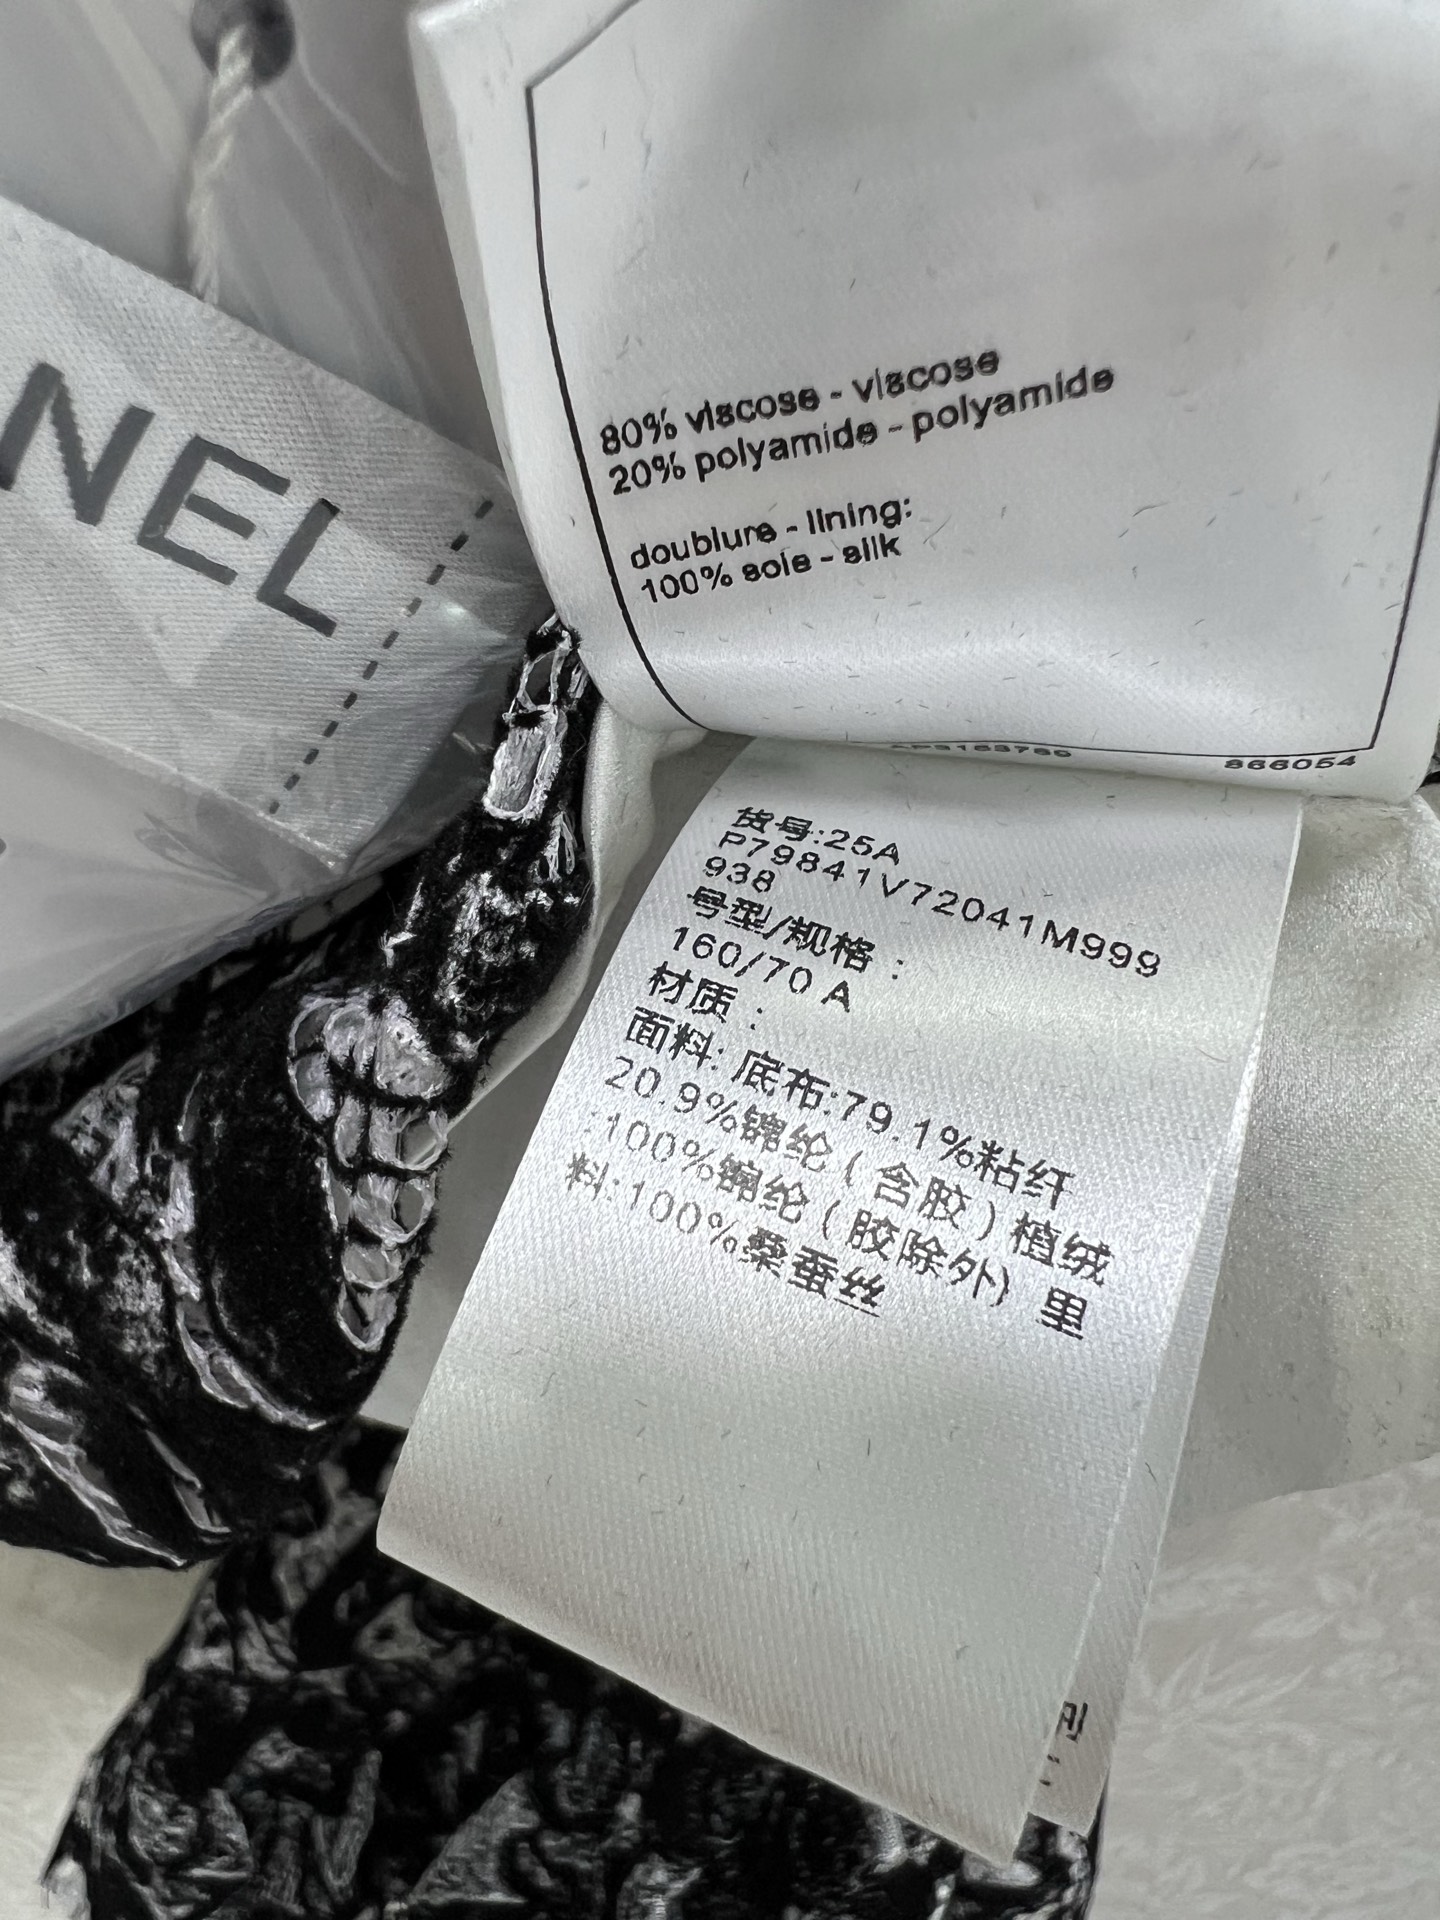 NEL
80% viscose - viscose
20% polyamide - polyamide
doublure - lining:
100% soie - silk
866054
货号:25A
P79841V72041M999
938
号型/规格：
160/70 A
材质：
面料: 底布:79.1%粘纤
20.9%锦纶（含胶）植绒
:100%锦纶（胶除外）里
料:100%桑蚕丝